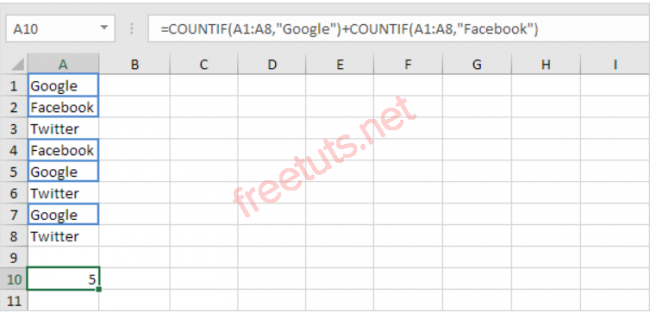 A10 =COUNTIF(A1:A8,"Google")+COUNTIF(A1:A8,"Facebook")
A B C D E F G H I
1 Google
2 Facebook
3 Twitter
4 Facebook
5 Google
6 Twitter
7 Google
8 Twitter
9
10 5
11
freetuts.net